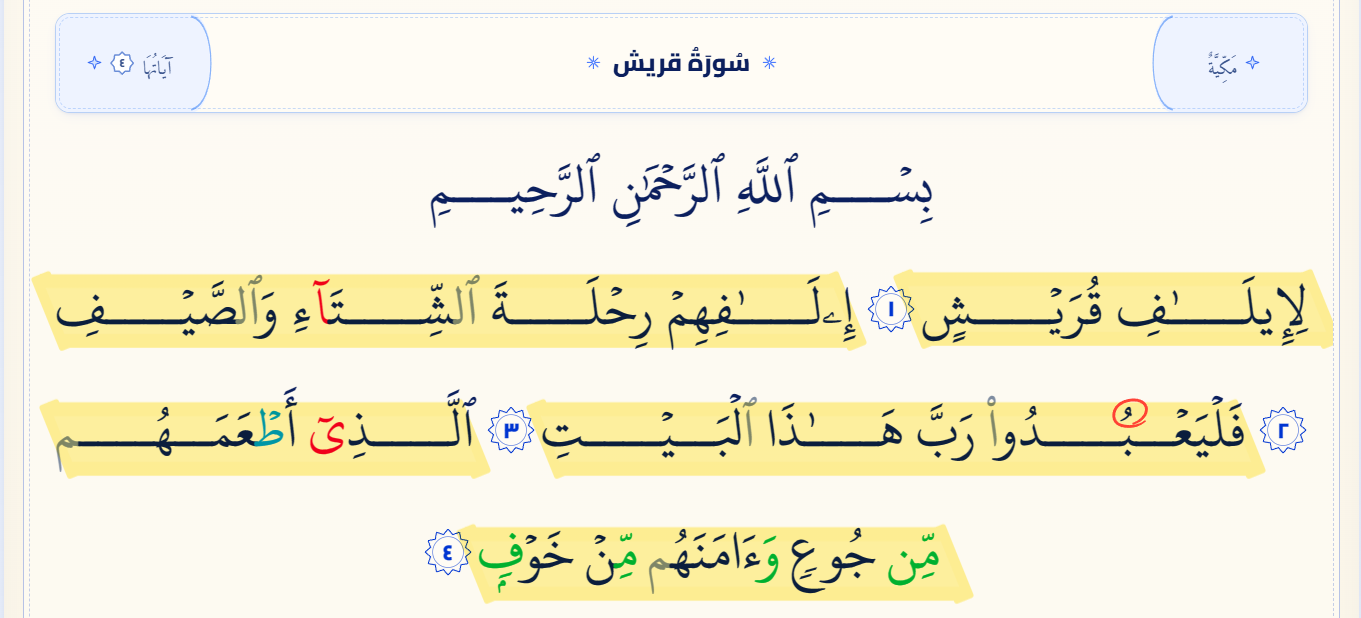 مَكِّيَّةٌ سُورَةُ قريش آيَاتُهَا ٤
بِسْمِ ٱللَّهِ ٱلرَّحْمَٰنِ ٱلرَّحِيمِ
لِإِيلَٰفِ قُرَيْشٍ ١ إِۦلَٰفِهِمْ رِحْلَةَ ٱلشِّتَآءِ وَٱلصَّيْفِ
٢ فَلْيَعْبُدُوا۟ رَبَّ هَٰذَا ٱلْبَيْتِ ٣ ٱلَّذِىٓ أَطْعَمَهُم
مِّن جُوعٍ وَءَامَنَهُم مِّنْ خَوْفٍۭ ٤